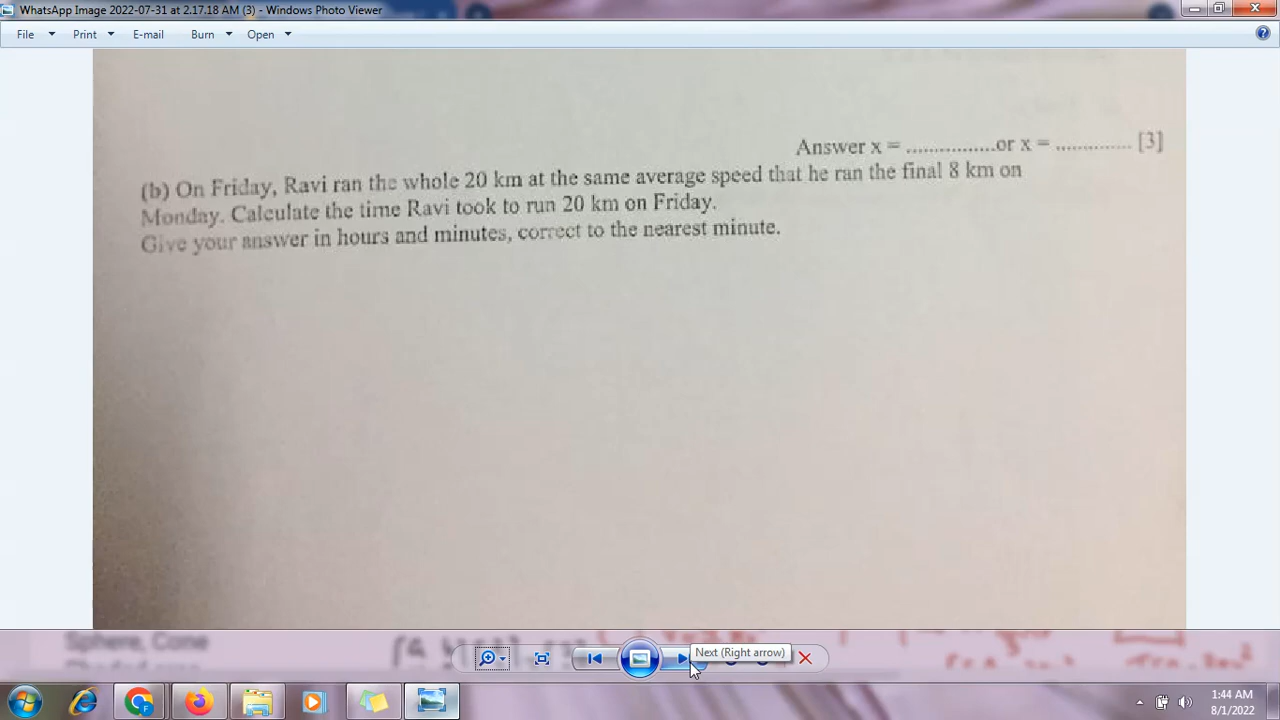 WhatsApp Image 2022-07-31 at 2.17.18 AM (3) - Windows Photo Viewer
File Print E-mail Burn Open
Answer x = ................or x = .............. [3]
(b) On Friday, Ravi ran the whole 20 km at the same average speed that he ran the final 8 km on
Monday. Calculate the time Ravi took to run 20 km on Friday.
Give your answer in hours and minutes, correct to the nearest minute.
Sphere, Cone
Next (Right arrow)
1:44 AM
8/1/2022